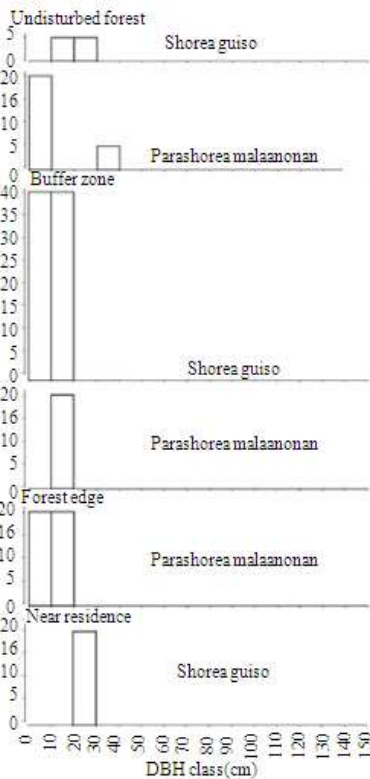 Undisturbed forest
5
0
Shorea guiso
20
16
10
5
0
Parashorea malaanonan
Buffer zone
40
35
30
25
20
15
10
5
0
Shorea guiso
20
16
10
5
0
Parashorea malaanonan
Forest edge
20
16
10
5
0
Parashorea malaanonan
Near residence
20
16
10
5
0
Shorea guiso
0 10 20 30 40 50 60 70 80 90 100 110 120 130 140 150
DBH class(cm)